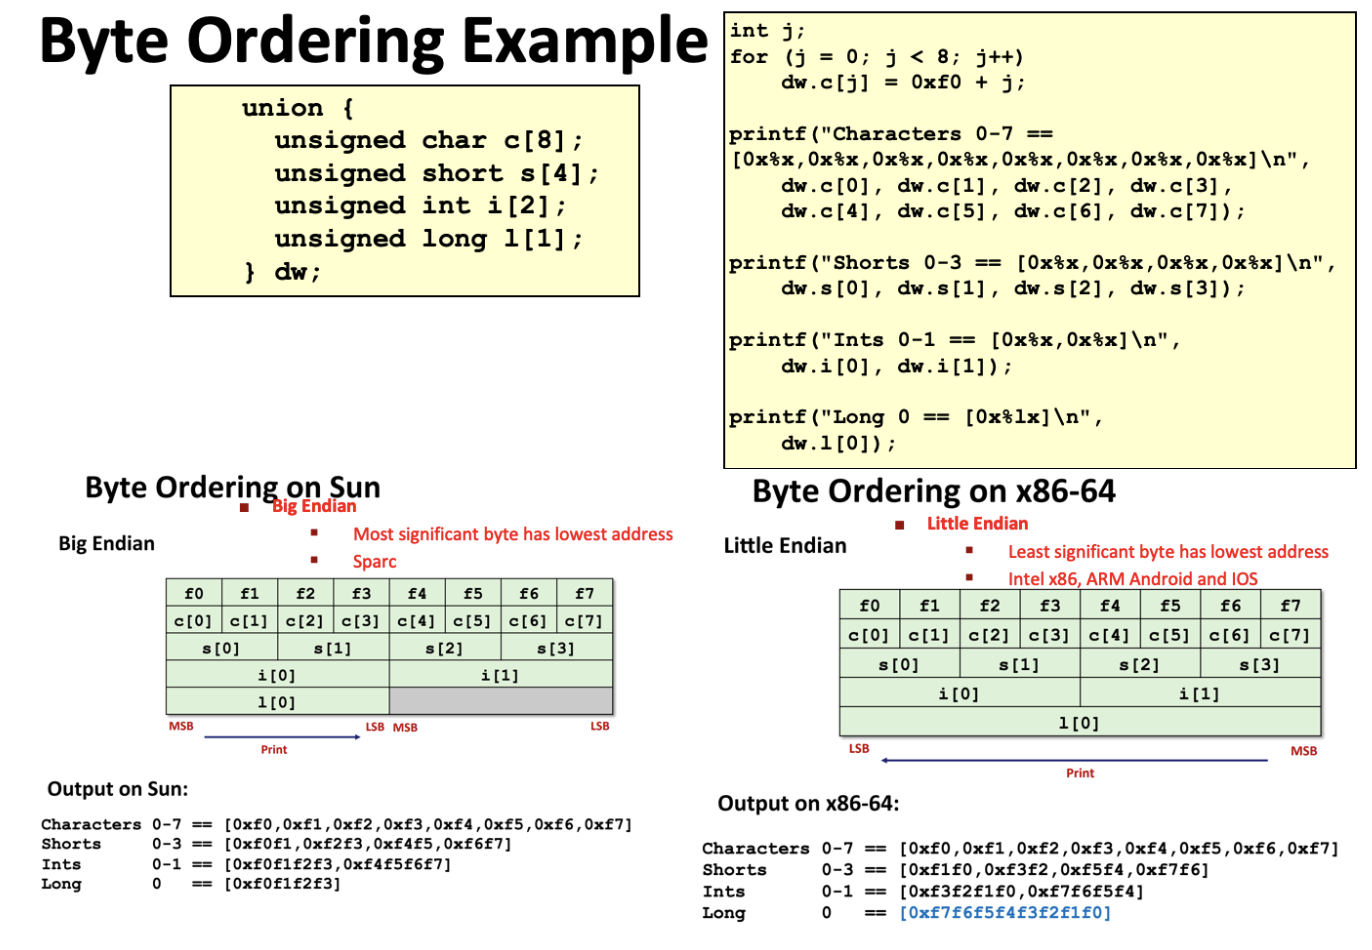 Byte Ordering Example
union {
unsigned char c[8];
unsigned short s[4];
unsigned int i[2];
unsigned long l[1];
} dw;
int j;
for (j = 0; j < 8; j++)
dw.c[j] = 0xf0 + j;
printf("Characters 0-7 ==
[0x%x,0x%x,0x%x,0x%x,0x%x,0x%x,0x%x,0x%x]\n",
dw.c[0], dw.c[1], dw.c[2], dw.c[3],
dw.c[4], dw.c[5], dw.c[6], dw.c[7]);
printf("Shorts 0-3 == [0x%x,0x%x,0x%x,0x%x]\n",
dw.s[0], dw.s[1], dw.s[2], dw.s[3]);
printf("Ints 0-1 == [0x%x,0x%x]\n",
dw.i[0], dw.i[1]);
printf("Long 0 == [0x%lx]\n",
dw.l[0]);
Byte Ordering on Sun
Big Endian
Most significant byte has lowest address
Big Endian
Sparc
f0 f1 f2 f3 f4 f5 f6 f7
c[0] c[1] c[2] c[3] c[4] c[5] c[6] c[7]
s[0] s[1] s[2] s[3]
i[0] i[1]
l[0]
MSB LSB MSB LSB
Print
Output on Sun:
Characters 0-7 == [0xf0,0xf1,0xf2,0xf3,0xf4,0xf5,0xf6,0xf7]
Shorts 0-3 == [0xf0f1,0xf2f3,0xf4f5,0xf6f7]
Ints 0-1 == [0xf0f1f2f3,0xf4f5f6f7]
Long 0 == [0xf0f1f2f3]
Byte Ordering on x86-64
Little Endian
Little Endian
Least significant byte has lowest address
Intel x86, ARM Android and IOS
f0 f1 f2 f3 f4 f5 f6 f7
c[0] c[1] c[2] c[3] c[4] c[5] c[6] c[7]
s[0] s[1] s[2] s[3]
i[0] i[1]
l[0]
LSB MSB
Print
Output on x86-64:
Characters 0-7 == [0xf0,0xf1,0xf2,0xf3,0xf4,0xf5,0xf6,0xf7]
Shorts 0-3 == [0xf1f0,0xf3f2,0xf5f4,0xf7f6]
Ints 0-1 == [0xf3f2f1f0,0xf7f6f5f4]
Long 0 == [0xf7f6f5f4f3f2f1f0]